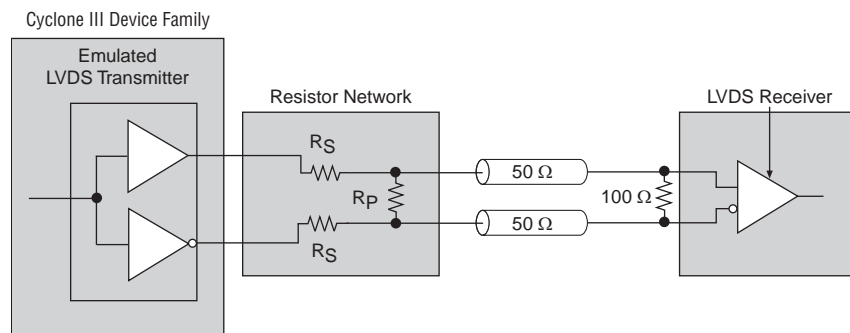 Cyclone III Device Family
Emulated
LVDS Transmitter
Resistor Network
LVDS Receiver
RS
RP
RS
50 Ω
50 Ω
100 Ω